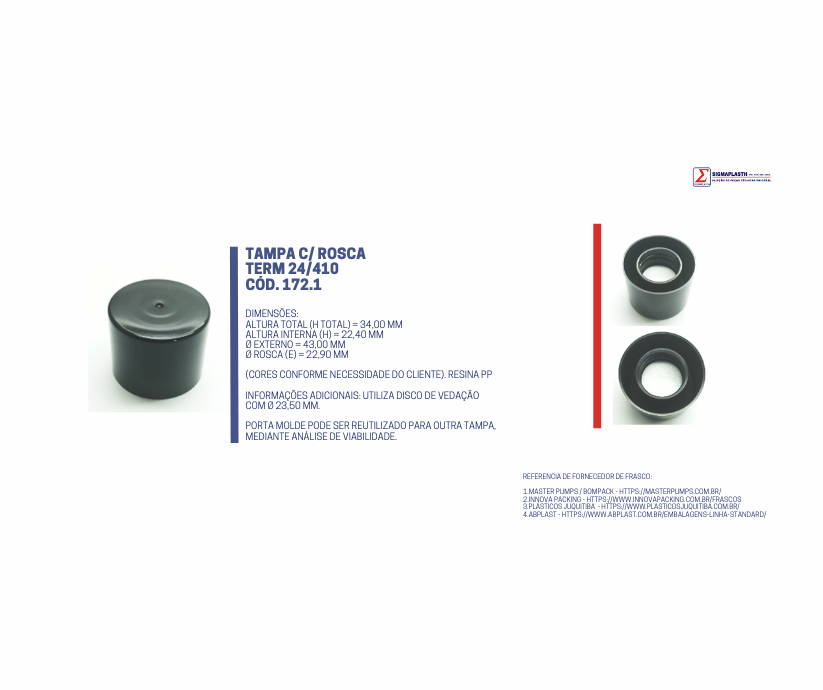 SIGMAPLASTH
TAMPA C/ ROSCA
TERM 24/410
CÓD. 172.1
DIMENSÕES:
ALTURA TOTAL (H TOTAL) = 34,00 MM
ALTURA INTERNA (H) = 22,40 MM
Ø EXTERNO = 43,00 MM
Ø ROSCA (E) = 22,90 MM
(CORES CONFORME NECESSIDADE DO CLIENTE). RESINA PP
INFORMAÇÕES ADICIONAIS: UTILIZA DISCO DE VEDAÇÃO
COM Ø 23,50 MM.
PORTA MOLDE PODE SER REUTILIZADO PARA OUTRA TAMPA,
MEDIANTE ANÁLISE DE VIABILIDADE.
REFERENCIA DE FORNECEDOR DE FRASCO:
1.MASTER PUMPS / BOMPACK - HTTPS://MASTERPUMPS.COM.BR/
2.INNOVA PACKING - HTTPS://WWW.INNOVAPACKING.COM.BR/FRASCOS
3.PLÁSTICOS JUQUITIBA - HTTPS://WWW.PLASTICOSJUQUITIBA.COM.BR/
4.ABPLAST - HTTPS://WWW.ABPLAST.COM.BR/EMBALAGENS-LINHA-STANDARD/